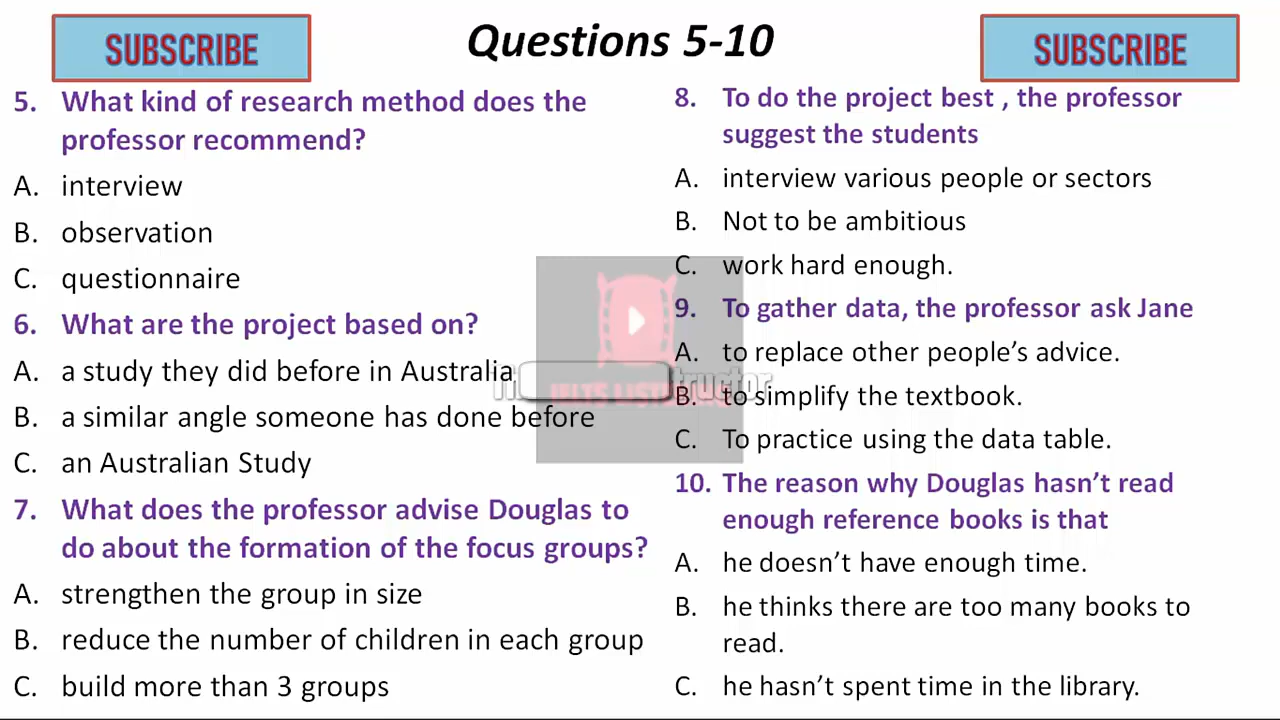 SUBSCRIBE
Questions 5-10
SUBSCRIBE
5. What kind of research method does the
professor recommend?
A. interview
B. observation
C. questionnaire
6. What are the project based on?
A. a study they did before in Australia
B. a similar angle someone has done before
C. an Australian Study
7. What does the professor advise Douglas to
do about the formation of the focus groups?
A. strengthen the group in size
B. reduce the number of children in each group
C. build more than 3 groups
8. To do the project best , the professor
suggest the students
A. interview various people or sectors
B. Not to be ambitious
C. work hard enough.
9. To gather data, the professor ask Jane
A. to replace other people's advice.
B. to simplify the textbook.
C. To practice using the data table.
10. The reason why Douglas hasn't read
enough reference books is that
A. he doesn't have enough time.
B. he thinks there are too many books to
read.
C. he hasn't spent time in the library.